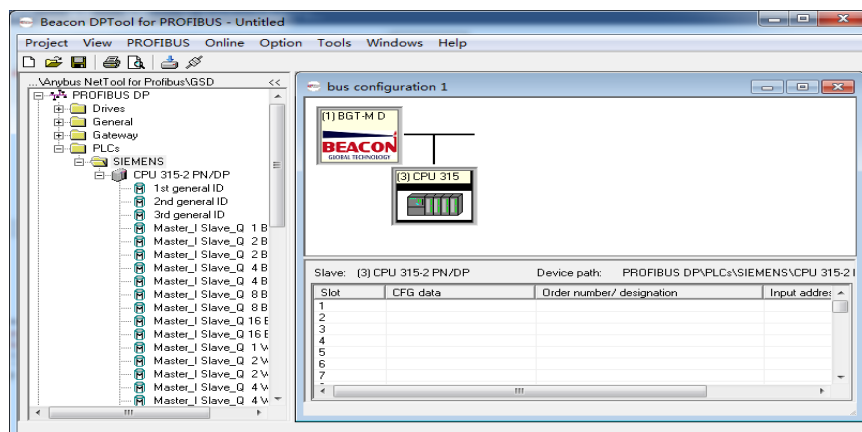 Beacon DPTool for PROFIBUS - Untitled
Project View PROFIBUS Online Option Tools Windows Help
...\Anybus NetTool for Profibus\GSD <<
PROFIBUS DP
Drives
General
Gateway
PLCs
SIEMENS
CPU 315-2 PN/DP
1st general ID
2nd general ID
3rd general ID
Master_I Slave_Q 1 B
Master_I Slave_Q 2 B
Master_I Slave_Q 2 B
Master_I Slave_Q 4 B
Master_I Slave_Q 4 B
Master_I Slave_Q 8 B
Master_I Slave_Q 8 B
Master_I Slave_Q 16 B
Master_I Slave_Q 16 B
Master_I Slave_Q 1 W
Master_I Slave_Q 2 W
Master_I Slave_Q 2 W
Master_I Slave_Q 4 W
Master_I Slave_Q 4 W
bus configuration 1
(1) BGT-M D
BEACON
GLOBAL TECHNOLOGY
(3) CPU 315
Slave: (3) CPU 315-2 PN/DP Device path: PROFIBUS DP\PLCs\SIEMENS\CPU 315-2
Slot CFG data Order number/ designation Input addre
1
2
3
4
5
6
7